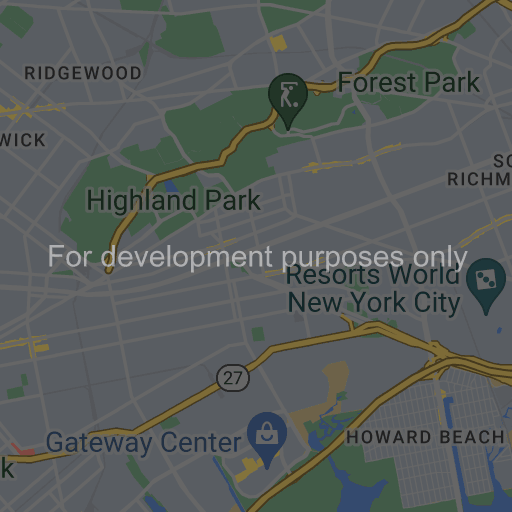 RIDGEWOOD
Forest Park
WICK
SO
RICHM
Highland Park
For development purposes only
Resorts World
New York City
27
Gateway Center
HOWARD BEACH
k